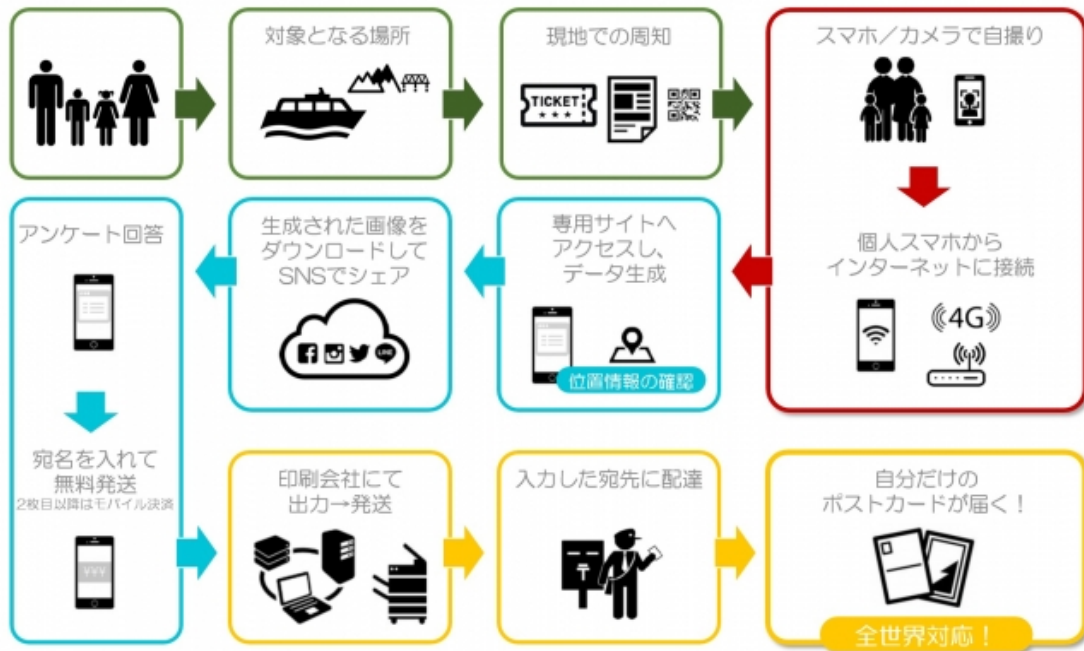 対象となる場所
現地での周知
TICKET
スマホ／カメラで自撮り
個人スマホから
インターネットに接続
4G
専用サイトへ
アクセスし、
データ生成
位置情報の確認
生成された画像を
ダウンロードして
SNSでシェア
LINE
アンケート回答
宛名を入れて
無料発送
2枚目以降はモバイル決済
¥¥¥
印刷会社にて
出力→発送
入力した宛先に配達
〒
自分だけの
ポストカードが届く！
全世界対応！